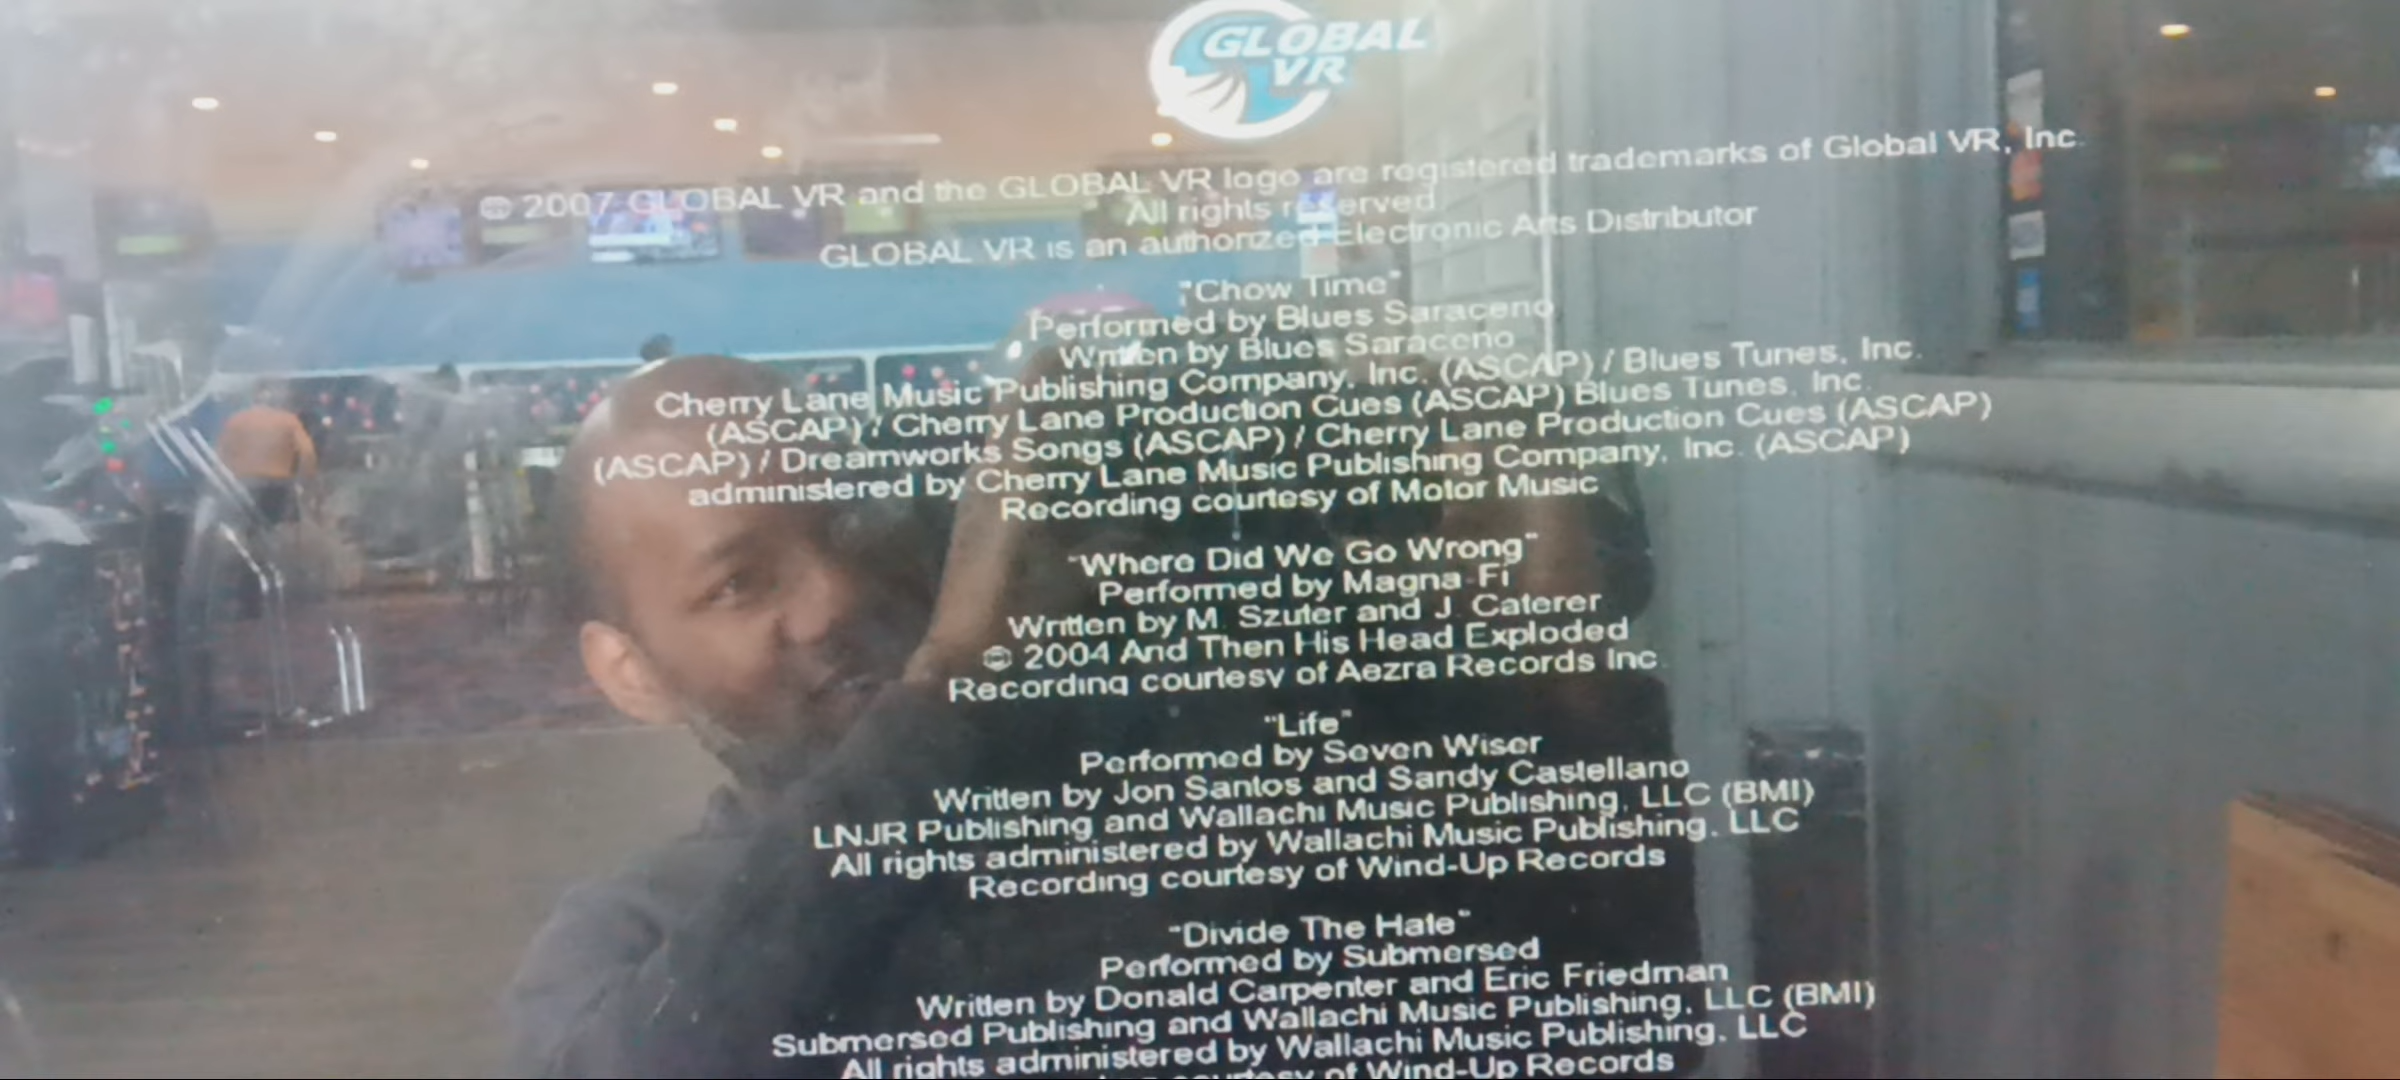 GLOBAL
VR
© 2007 GLOBAL VR and the GLOBAL VR logo are registered trademarks of Global VR, Inc.
All rights reserved
GLOBAL VR is an authorized Electronic Arts Distributor
"Chow Time"
Performed by Blues Saraceno
Written by Blues Saraceno
Cherry Lane Music Publishing Company, Inc. (ASCAP) / Blues Tunes, Inc.
(ASCAP) / Cherry Lane Production Cues (ASCAP) Blues Tunes, Inc.
(ASCAP) / Dreamworks Songs (ASCAP) / Cherry Lane Production Cues (ASCAP)
administered by Cherry Lane Music Publishing Company, Inc. (ASCAP)
Recording courtesy of Motor Music
"Where Did We Go Wrong"
Performed by Magna-Fi
Written by M. Szuter and J. Caterer
© 2004 And Then His Head Exploded
Recording courtesy of Aezra Records Inc.
"Life"
Performed by Seven Wiser
Written by Jon Santos and Sandy Castellano
LNJR Publishing and Wallachi Music Publishing, LLC (BMI)
All rights administered by Wallachi Music Publishing, LLC
Recording courtesy of Wind-Up Records
"Divide The Hate"
Performed by Submersed
Written by Donald Carpenter and Eric Friedman
Submersed Publishing and Wallachi Music Publishing, LLC (BMI)
All rights administered by Wallachi Music Publishing, LLC
courtesy of Wind-Up Records